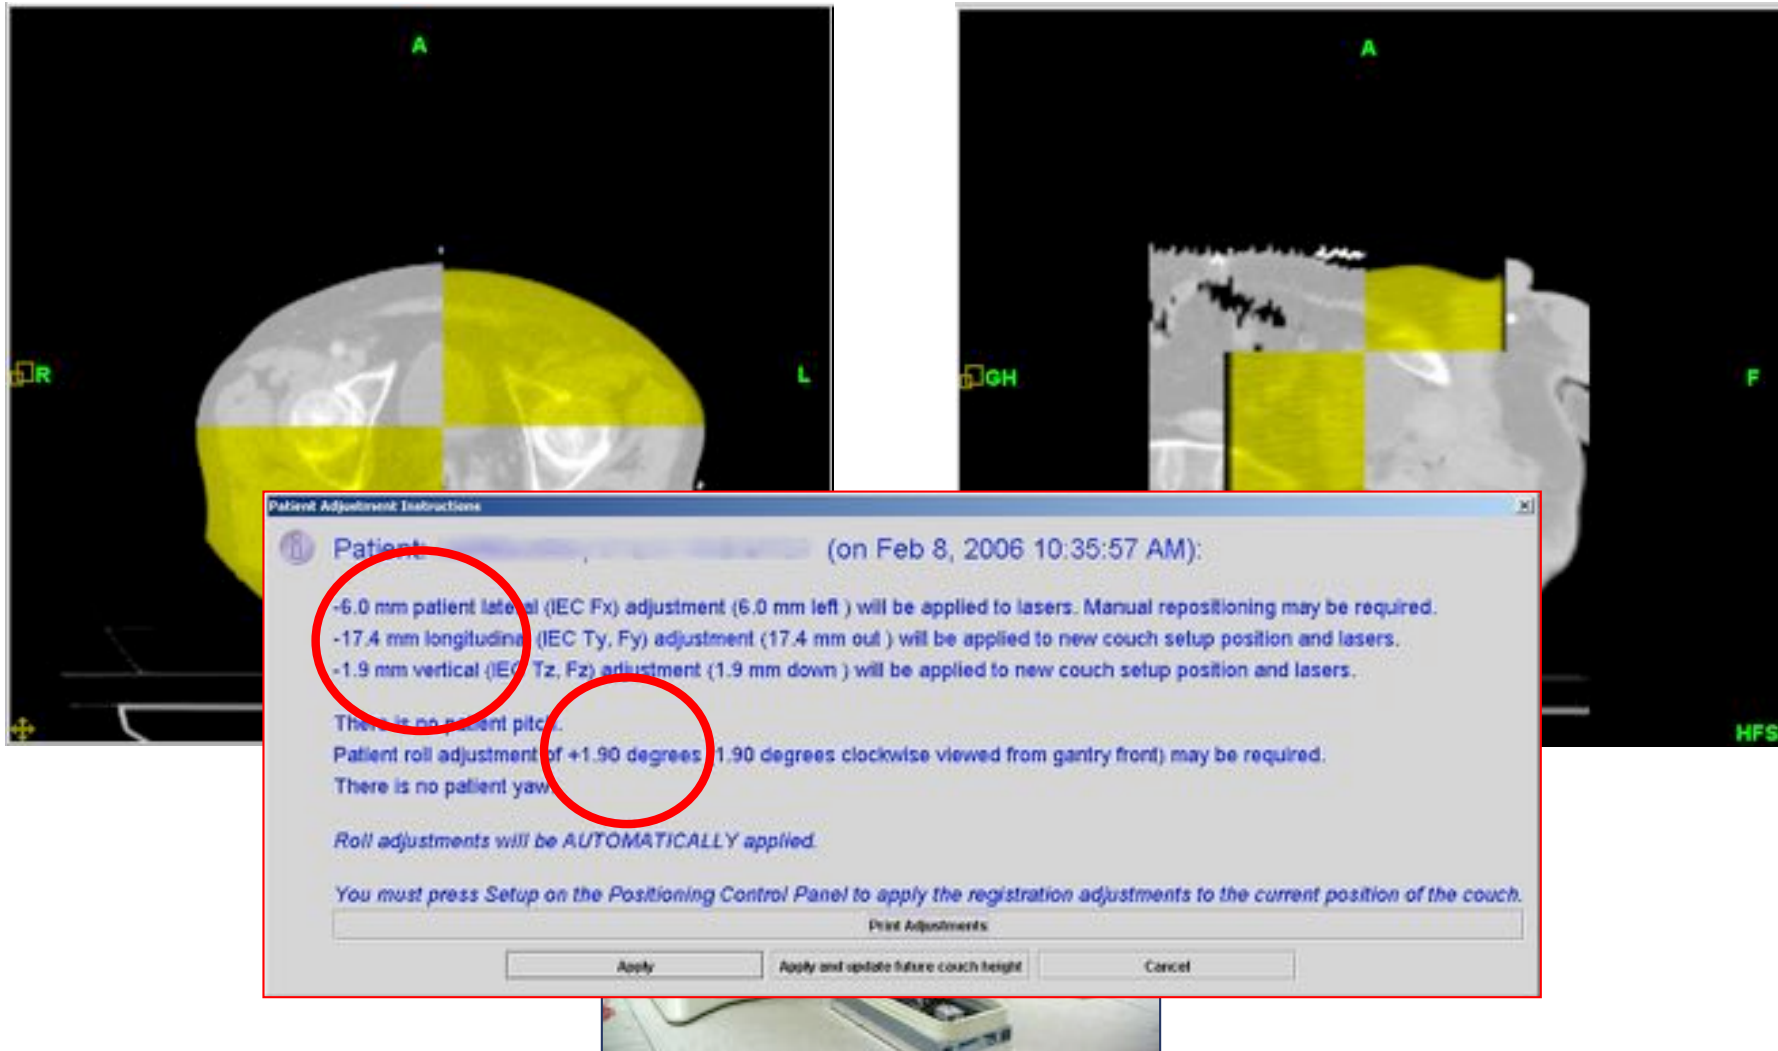 A
A
R
L
GH
F
HFS
Patient Adjustment Instructions
Patient: (on Feb 8, 2006 10:35:57 AM):
-6.0 mm patient lateral (IEC Fx) adjustment (6.0 mm left ) will be applied to lasers. Manual repositioning may be required.
-17.4 mm longitudinal (IEC Ty, Fy) adjustment (17.4 mm out ) will be applied to new couch setup position and lasers.
-1.9 mm vertical (IEC Tz, Fz) adjustment (1.9 mm down ) will be applied to new couch setup position and lasers.
There is no patient pitch.
Patient roll adjustment of +1.90 degrees (1.90 degrees clockwise viewed from gantry front) may be required.
There is no patient yaw.
Roll adjustments will be AUTOMATICALLY applied.
You must press Setup on the Positioning Control Panel to apply the registration adjustments to the current position of the couch.
Print Adjustments
Apply
Apply and update future couch height
Cancel